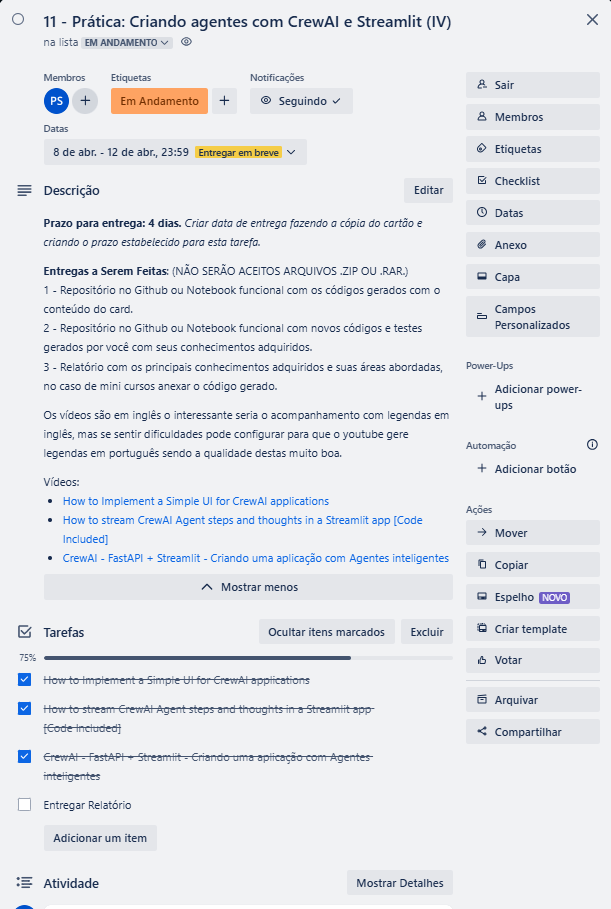 11 - Prática: Criando agentes com CrewAI e Streamlit (IV)
na lista EM ANDAMENTO
Membros
Etiquetas
Notificações
PS
Em Andamento
Seguindo
Datas
8 de abr. - 12 de abr., 23:59 Entregar em breve
Descrição
Editar
Prazo para entrega: 4 dias. Criar data de entrega fazendo a cópia do cartão e
criando o prazo estabelecido para esta tarefa.
Entregas a Serem Feitas: (NÃO SERÃO ACEITOS ARQUIVOS .ZIP OU .RAR.)
1 - Repositório no Github ou Notebook funcional com os códigos gerados com o
conteúdo do card.
2 - Repositório no Github ou Notebook funcional com novos códigos e testes
gerados por você com seus conhecimentos adquiridos.
3 - Relatório com os principais conhecimentos adquiridos e suas áreas abordadas,
no caso de mini cursos anexar o código gerado.
Os vídeos são em inglês o interessante seria o acompanhamento com legendas em
inglês, mas se sentir dificuldades pode configurar para que o youtube gere
legendas em português sendo a qualidade destas muito boa.
Vídeos:
• How to Implement a Simple UI for CrewAI applications
• How to stream CrewAI Agent steps and thoughts in a Streamlit app [Code
Included]
• CrewAI - FastAPI + Streamlit - Criando uma aplicação com Agentes inteligentes
Mostrar menos
Tarefas
Ocultar itens marcados
Excluir
75%
How to Implement a Simple UI for CrewAI applications
How to stream CrewAI Agent steps and thoughts in a Streamlit app
[Code Included]
CrewAI - FastAPI + Streamlit - Criando uma aplicação com Agentes
inteligentes
Entregar Relatório
Adicionar um item
Atividade
Mostrar Detalhes
Sair
Membros
Etiquetas
Checklist
Datas
Anexo
Capa
Campos
Personalizados
Power-Ups
Adicionar power-
ups
Automação
Adicionar botão
Ações
Mover
Copiar
Espelho NOVO
Criar template
Votar
Arquivar
Compartilhar